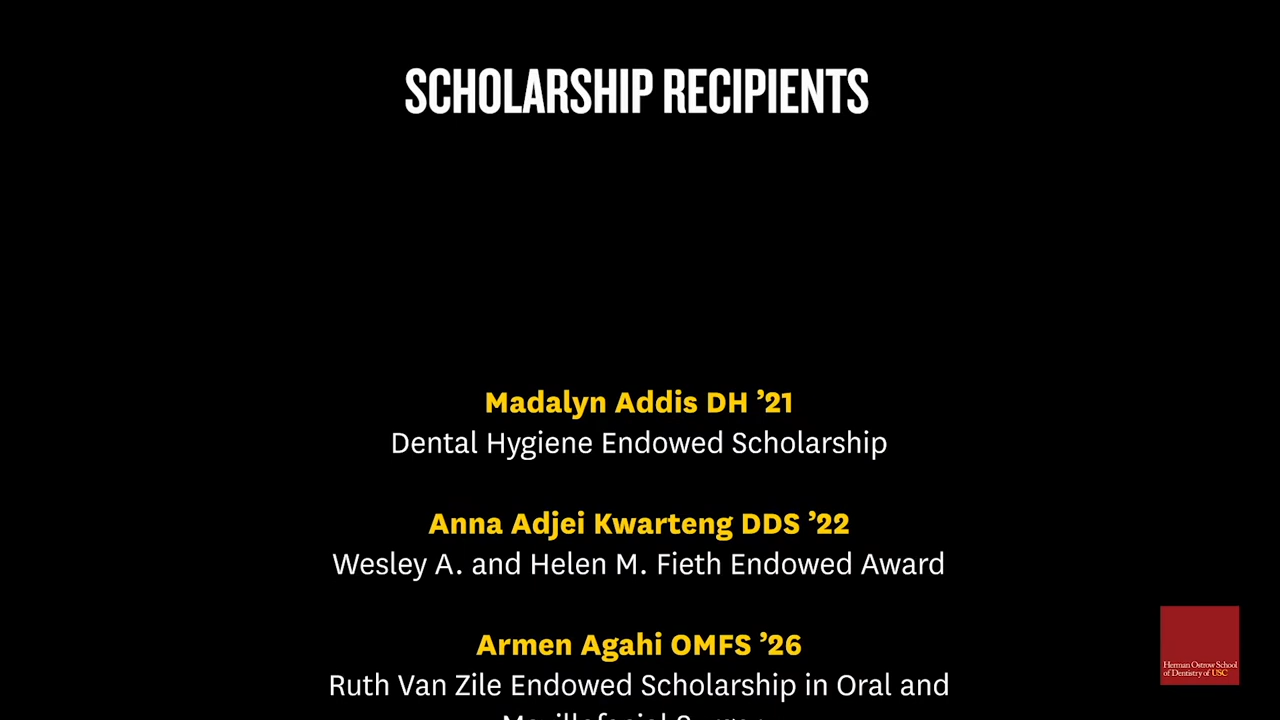 SCHOLARSHIP RECIPIENTS
Madalyn Addis DH ’21
Dental Hygiene Endowed Scholarship
Anna Adjei Kwarteng DDS ’22
Wesley A. and Helen M. Fieth Endowed Award
Armen Agahi OMFS ’26
Ruth Van Zile Endowed Scholarship in Oral and
Maxillofacial Surgery
Herman Ostrow School
of Dentistry of USC